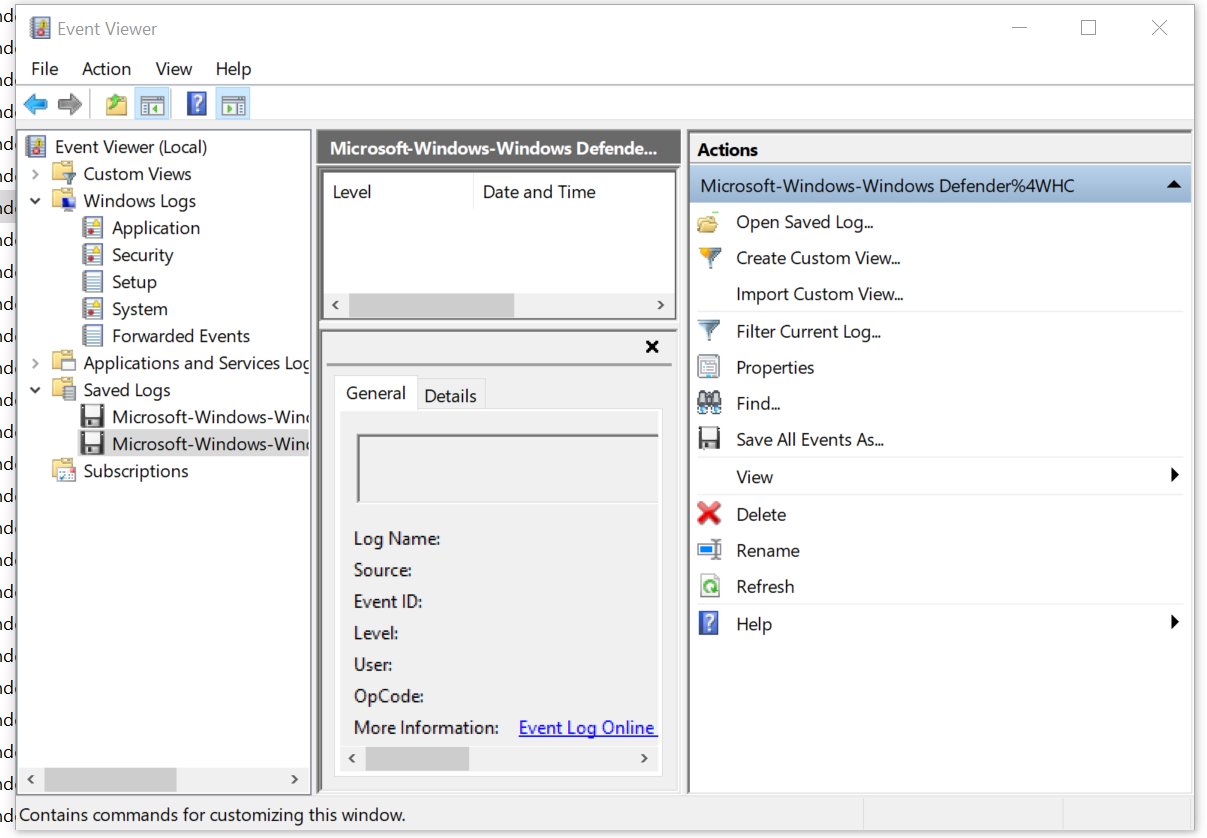 Event Viewer
File Action View Help
Event Viewer (Local)
Custom Views
Windows Logs
Application
Security
Setup
System
Forwarded Events
Applications and Services Log
Saved Logs
Microsoft-Windows-Wind
Microsoft-Windows-Wind
Subscriptions
Microsoft-Windows-Windows Defende...
Level Date and Time
General Details
Log Name:
Source:
Event ID:
Level:
User:
OpCode:
More Information: Event Log Online
Actions
Microsoft-Windows-Windows Defender%4WHC
Open Saved Log...
Create Custom View...
Import Custom View...
Filter Current Log...
Properties
Find...
Save All Events As...
View
Delete
Rename
Refresh
Help
Contains commands for customizing this window.